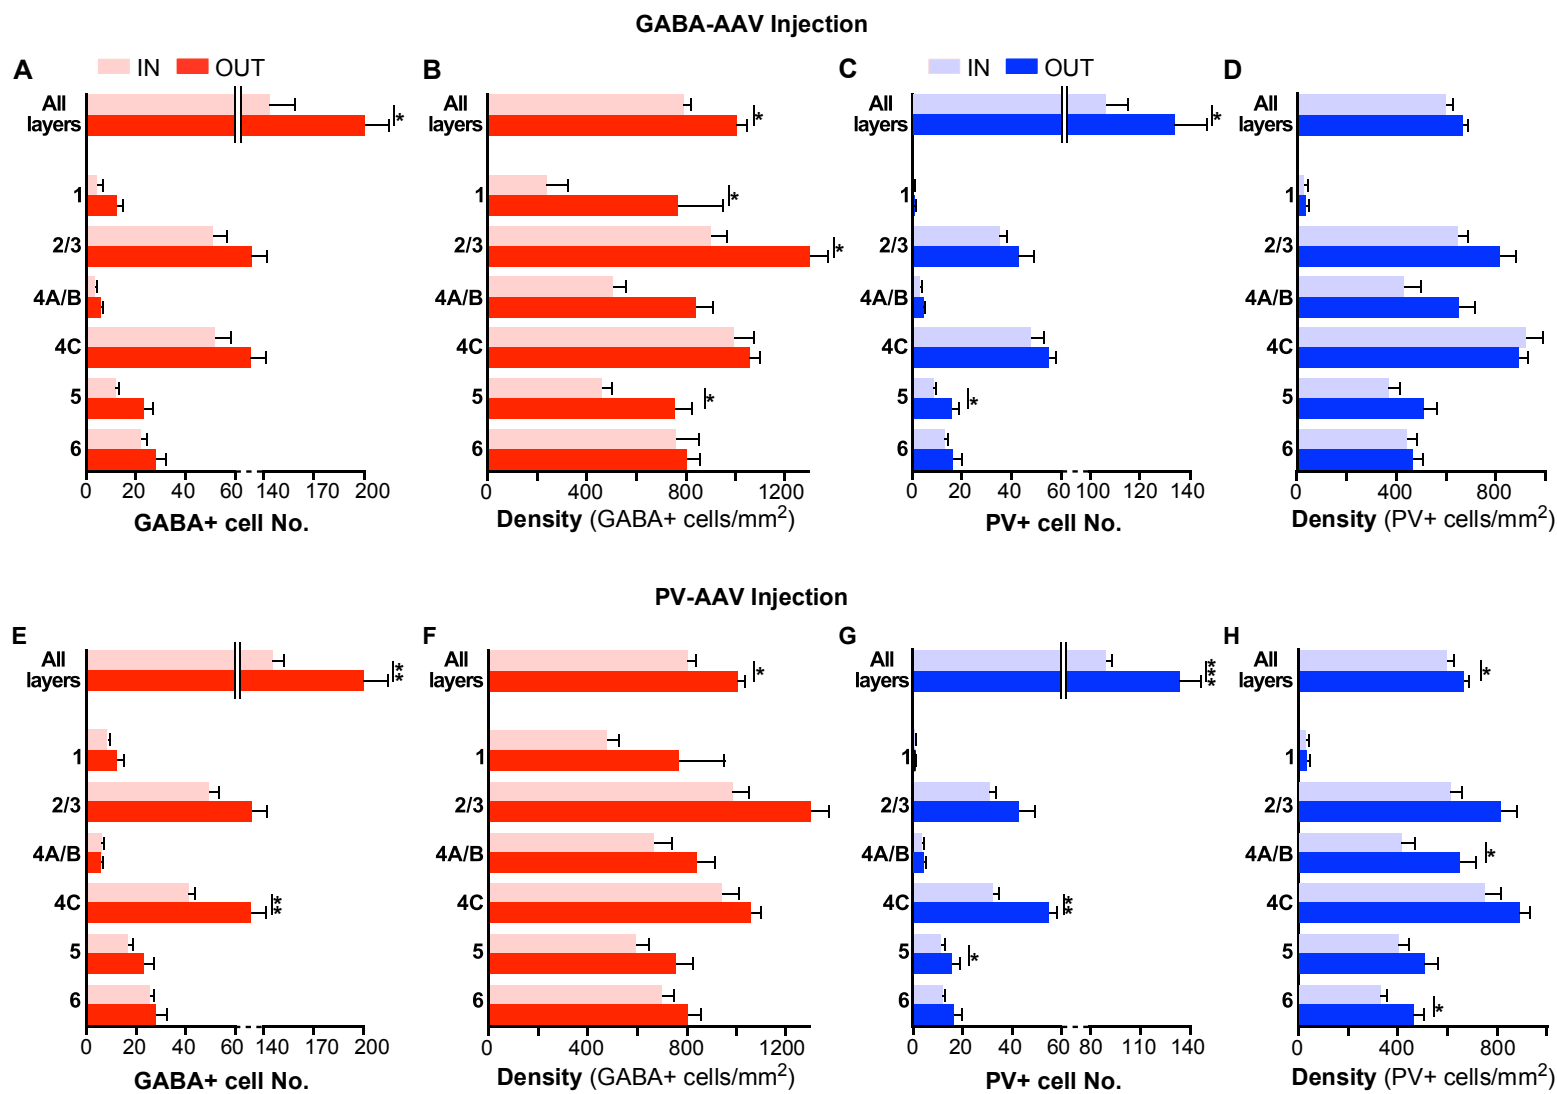 GABA-AAV Injection
A
IN
OUT
All
layers
*
1
2/3
4A/B
4C
5
6
0
20
40
60
140
170
200
GABA+ cell No.
B
All
layers
*
1
*
2/3
*
4A/B
4C
5
*
6
0
400
800
1200
Density (GABA+ cells/mm2)
C
IN
OUT
All
layers
*
1
2/3
4A/B
4C
5
*
6
0
20
40
60
100
120
140
PV+ cell No.
D
All
layers
1
2/3
4A/B
4C
5
6
0
400
800
Density (PV+ cells/mm2)
PV-AAV Injection
E
All
layers
**
1
2/3
4A/B
4C
**
5
6
0
20
40
60
140
170
200
GABA+ cell No.
F
All
layers
*
1
2/3
4A/B
4C
5
6
0
400
800
1200
Density (GABA+ cells/mm2)
G
All
layers
***
1
2/3
4A/B
4C
**
5
*
6
0
20
40
60
80
110
140
PV+ cell No.
H
All
layers
*
1
2/3
4A/B
*
4C
5
6
*
0
400
800
Density (PV+ cells/mm2)